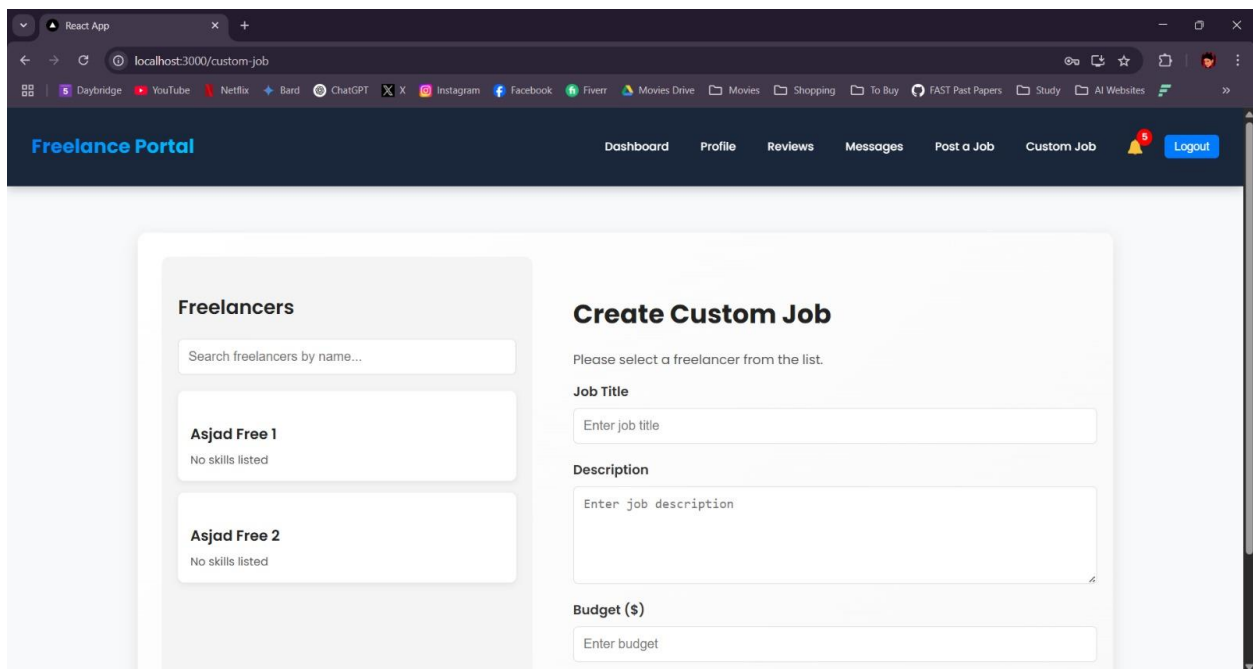 React App
localhost:3000/custom-job
Daybridge YouTube Netflix Bard ChatGPT X Instagram Facebook Fiverr Movies Drive Movies Shopping To Buy FAST Past Papers Study AI Websites
Freelance Portal Dashboard Profile Reviews Messages Post a Job Custom Job 5 Logout
Freelancers
Search freelancers by name...
Asjad Free 1
No skills listed
Asjad Free 2
No skills listed
Create Custom Job
Please select a freelancer from the list.
Job Title
Enter job title
Description
Enter job description
Budget ($)
Enter budget